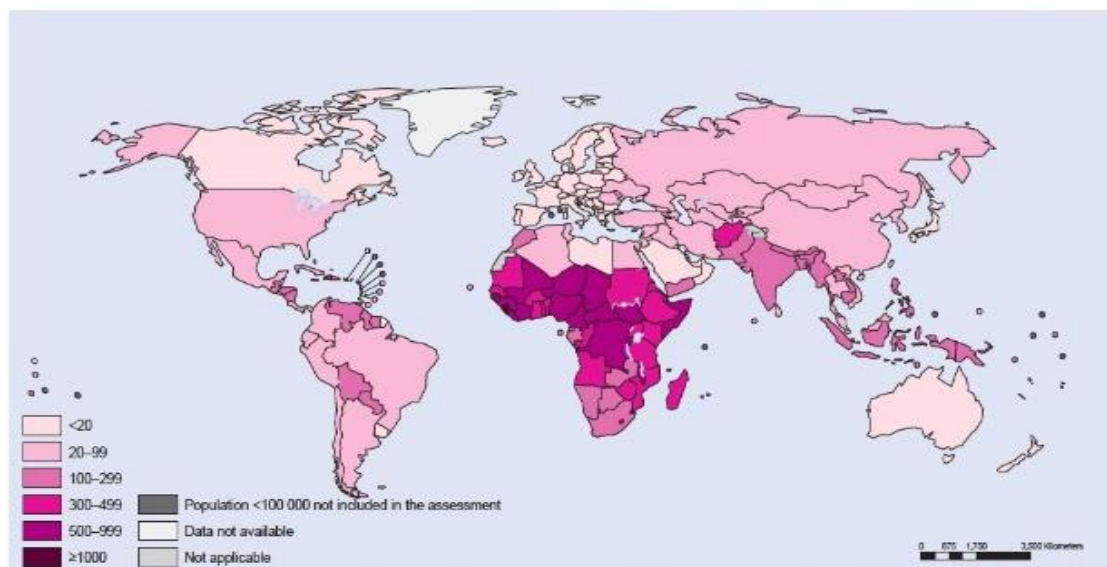 <20
20–99
100–299
300–499
500–999
≥1000
Population <100 000 not included in the assessment
Data not available
Not applicable
0 875 1,750 3,500 Kilometers